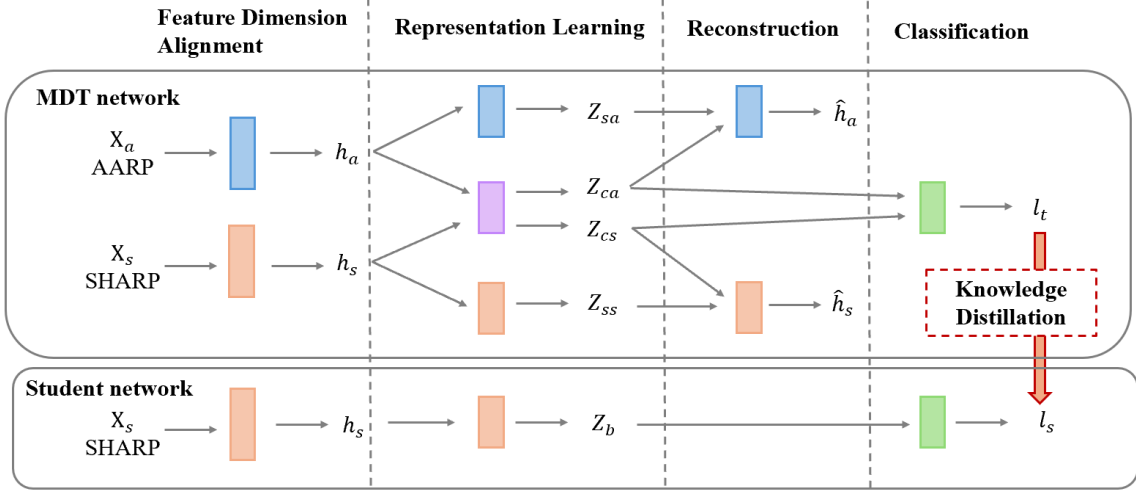 Feature Dimension
Alignment
Representation Learning
Reconstruction
Classification
MDT network
X_a
AARP
h_a
Z_sa
ĥ_a
Z_ca
Z_cs
l_t
X_s
SHARP
h_s
Z_ss
ĥ_s
Knowledge
Distillation
Student network
X_s
SHARP
h_s
Z_b
l_s